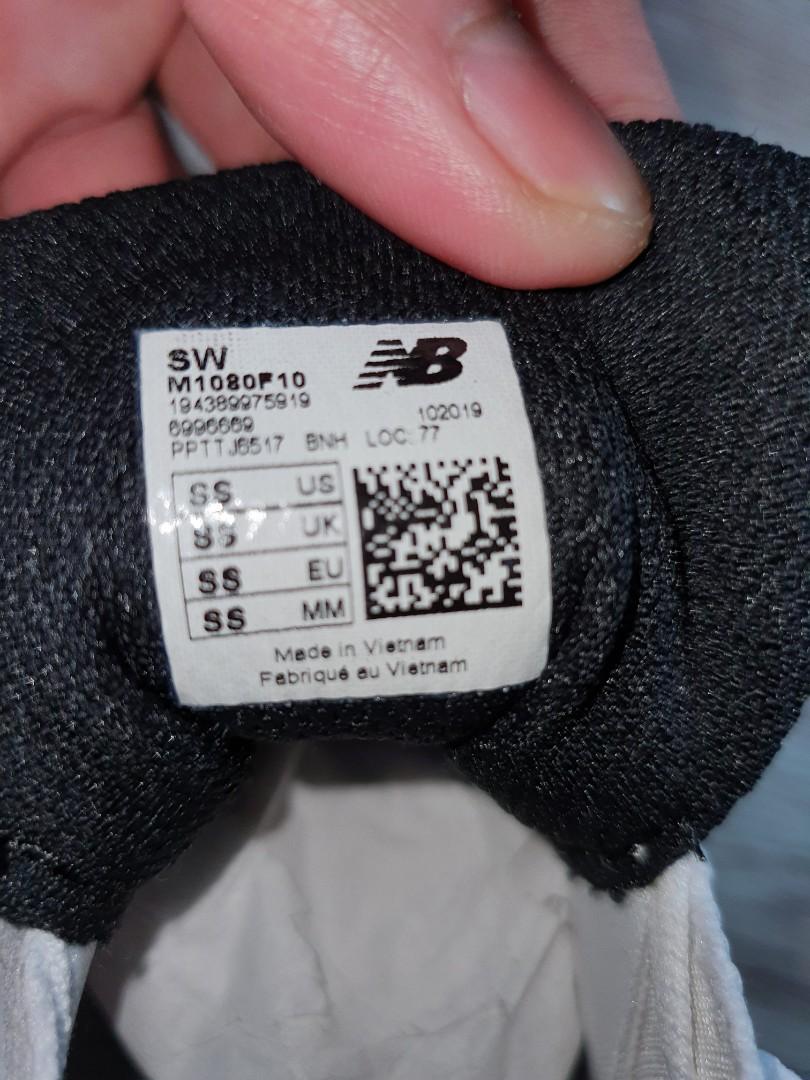 SW
NB
M1080F10
194389975919
6996669
102019
PPTTJ6517 BNH LOC: 77
SS US
SS UK
SS EU
SS MM
Made in Vietnam
Fabriqué au Vietnam